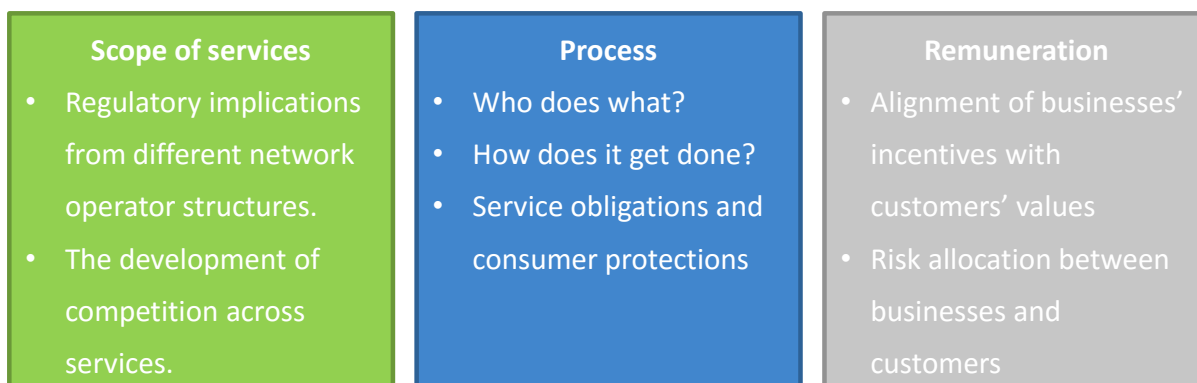 Scope of services
• Regulatory implications
from different network
operator structures.
• The development of
competition across
services.
Process
• Who does what?
• How does it get done?
• Service obligations and
consumer protections
Remuneration
• Alignment of businesses’
incentives with
customers’ values
• Risk allocation between
businesses and
customers